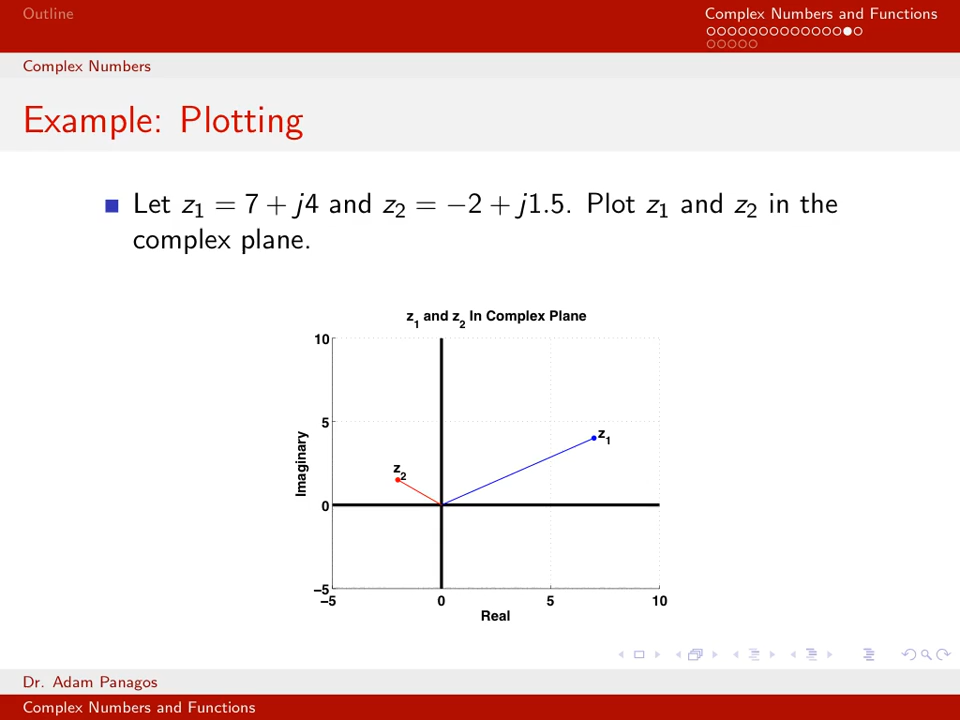 Outline
Complex Numbers and Functions
Complex Numbers
Example: Plotting
Let z₁ = 7 + j4 and z₂ = −2 + j1.5. Plot z₁ and z₂ in the
complex plane.
z₁ and z₂ In Complex Plane
10
5
0
−5
Imaginary
z₁
z₂
−5 0 5 10
Real
Dr. Adam Panagos
Complex Numbers and Functions